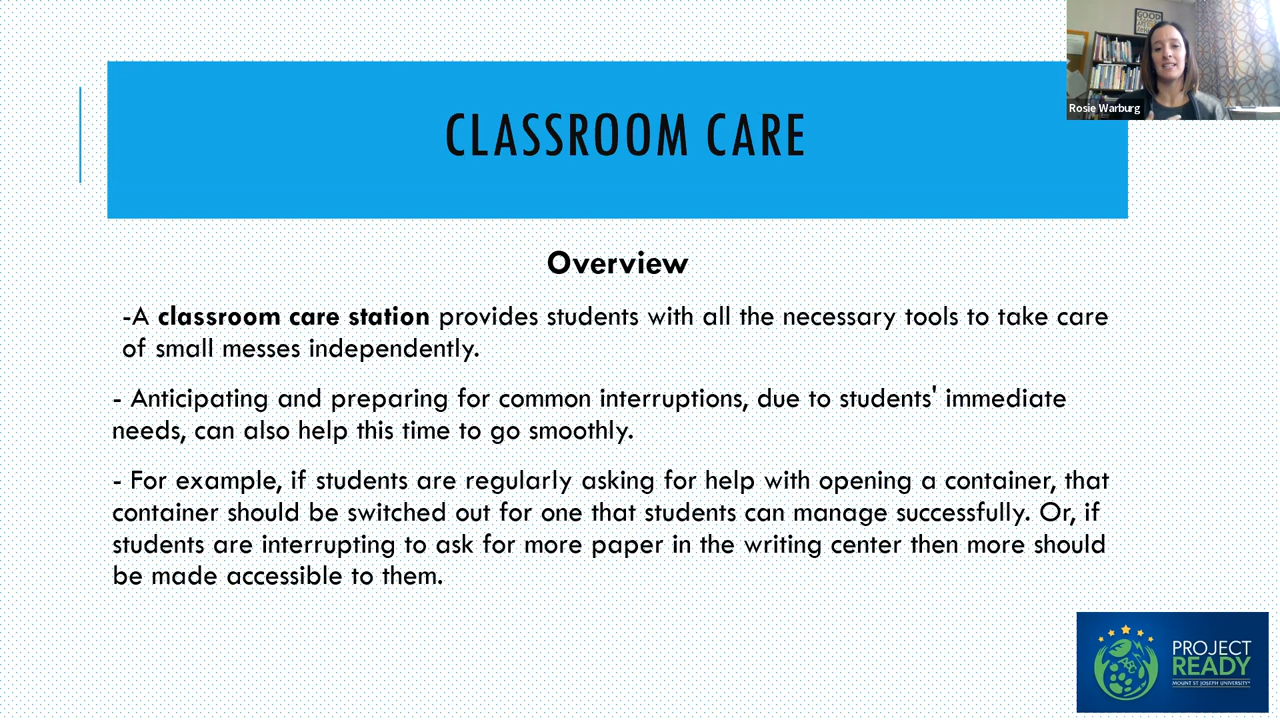 CLASSROOM CARE
GOOD
Rosie Warburg
Overview
-A classroom care station provides students with all the necessary tools to take care
of small messes independently.
- Anticipating and preparing for common interruptions, due to students' immediate
needs, can also help this time to go smoothly.
- For example, if students are regularly asking for help with opening a container, that
container should be switched out for one that students can manage successfully. Or, if
students are interrupting to ask for more paper in the writing center then more should
be made accessible to them.
PROJECT
READY
MOUNT ST JOSEPH UNIVERSITY